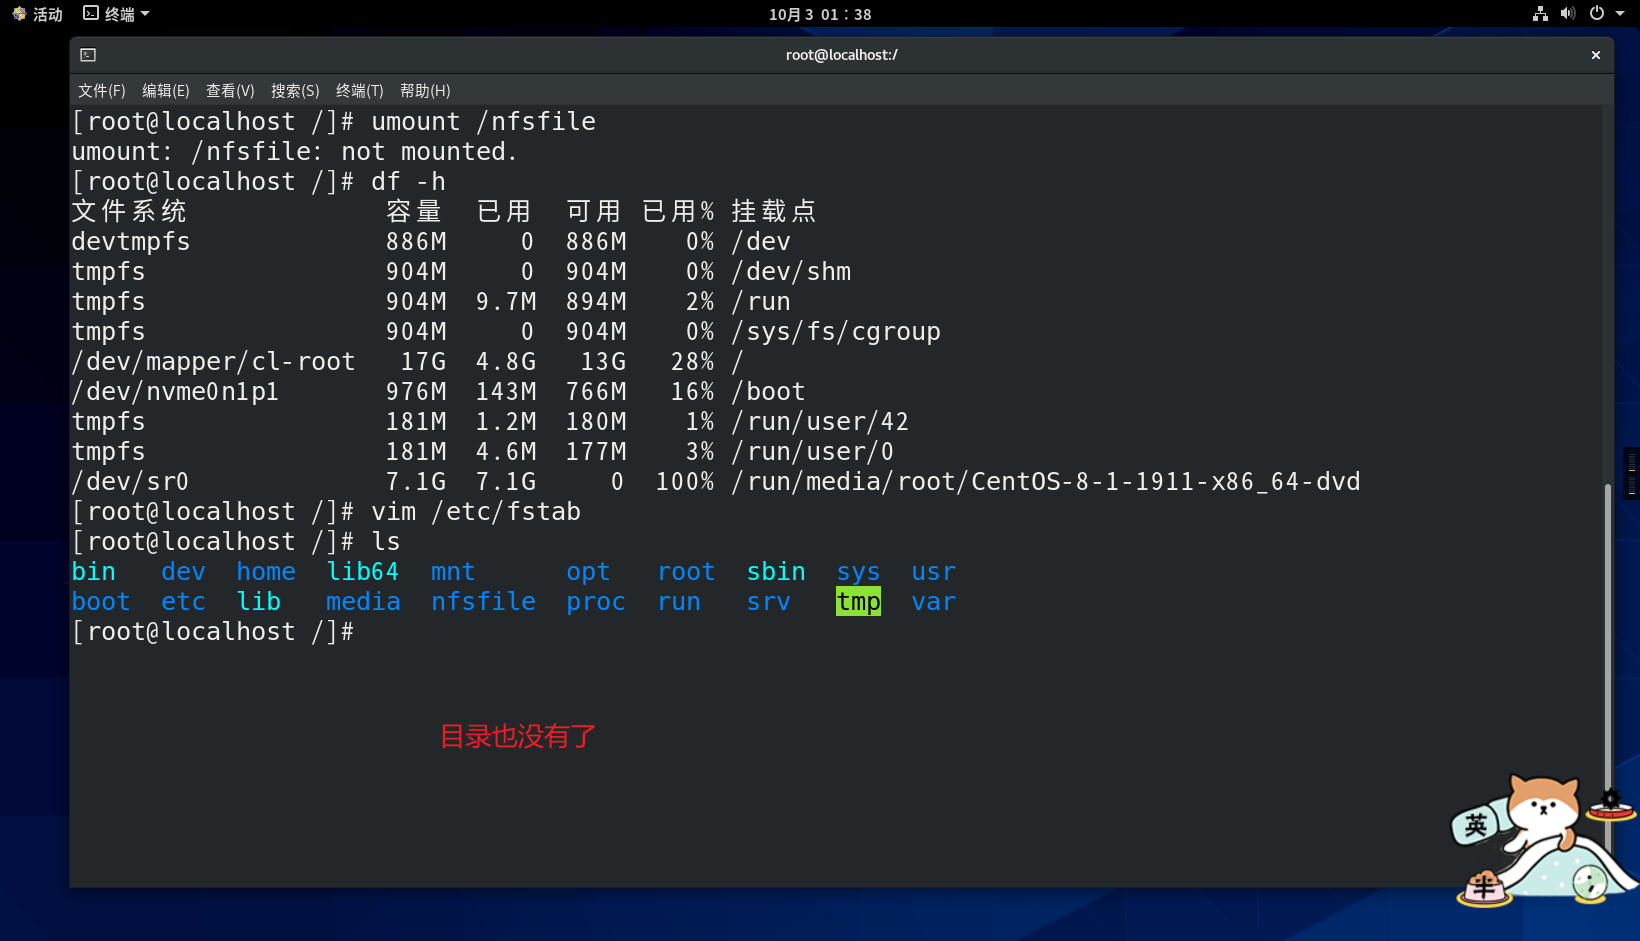 活动 终端 10月 3 01：38
root@localhost:/ ×
文件(F) 编辑(E) 查看(V) 搜索(S) 终端(T) 帮助(H)
[root@localhost /]# umount /nfsfile
umount: /nfsfile: not mounted.
[root@localhost /]# df -h
文件系统 容量 已用 可用 已用% 挂载点
devtmpfs 886M 0 886M 0% /dev
tmpfs 904M 0 904M 0% /dev/shm
tmpfs 904M 9.7M 894M 2% /run
tmpfs 904M 0 904M 0% /sys/fs/cgroup
/dev/mapper/cl-root 17G 4.8G 13G 28% /
/dev/nvme0n1p1 976M 143M 766M 16% /boot
tmpfs 181M 1.2M 180M 1% /run/user/42
tmpfs 181M 4.6M 177M 3% /run/user/0
/dev/sr0 7.1G 7.1G 0 100% /run/media/root/CentOS-8-1-1911-x86_64-dvd
[root@localhost /]# vim /etc/fstab
[root@localhost /]# ls
bin dev home lib64 mnt opt root sbin sys usr
boot etc lib media nfsfile proc run srv tmp var
[root@localhost /]#
目录也没有了
英
半